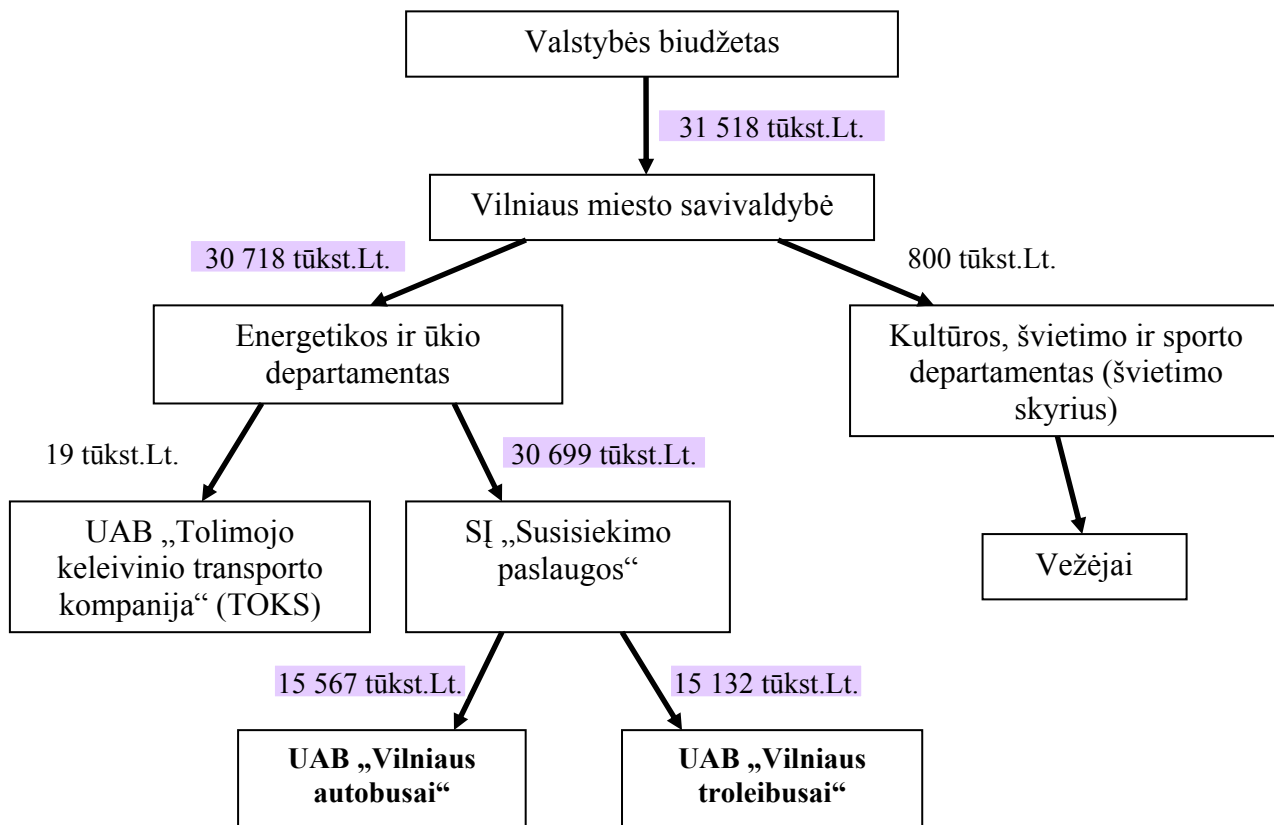 Valstybės biudžetas
31 518 tūkst.Lt.
Vilniaus miesto savivaldybė
30 718 tūkst.Lt.
800 tūkst.Lt.
Energetikos ir ūkio
departamentas
Kultūros, švietimo ir sporto
departamentas (švietimo
skyrius)
19 tūkst.Lt.
30 699 tūkst.Lt.
UAB „Tolimojo
keleivinio transporto
kompanija“ (TOKS)
SĮ „Susisiekimo
paslaugos“
Vežėjai
15 567 tūkst.Lt.
15 132 tūkst.Lt.
UAB „Vilniaus
autobusai“
UAB „Vilniaus
troleibusai“